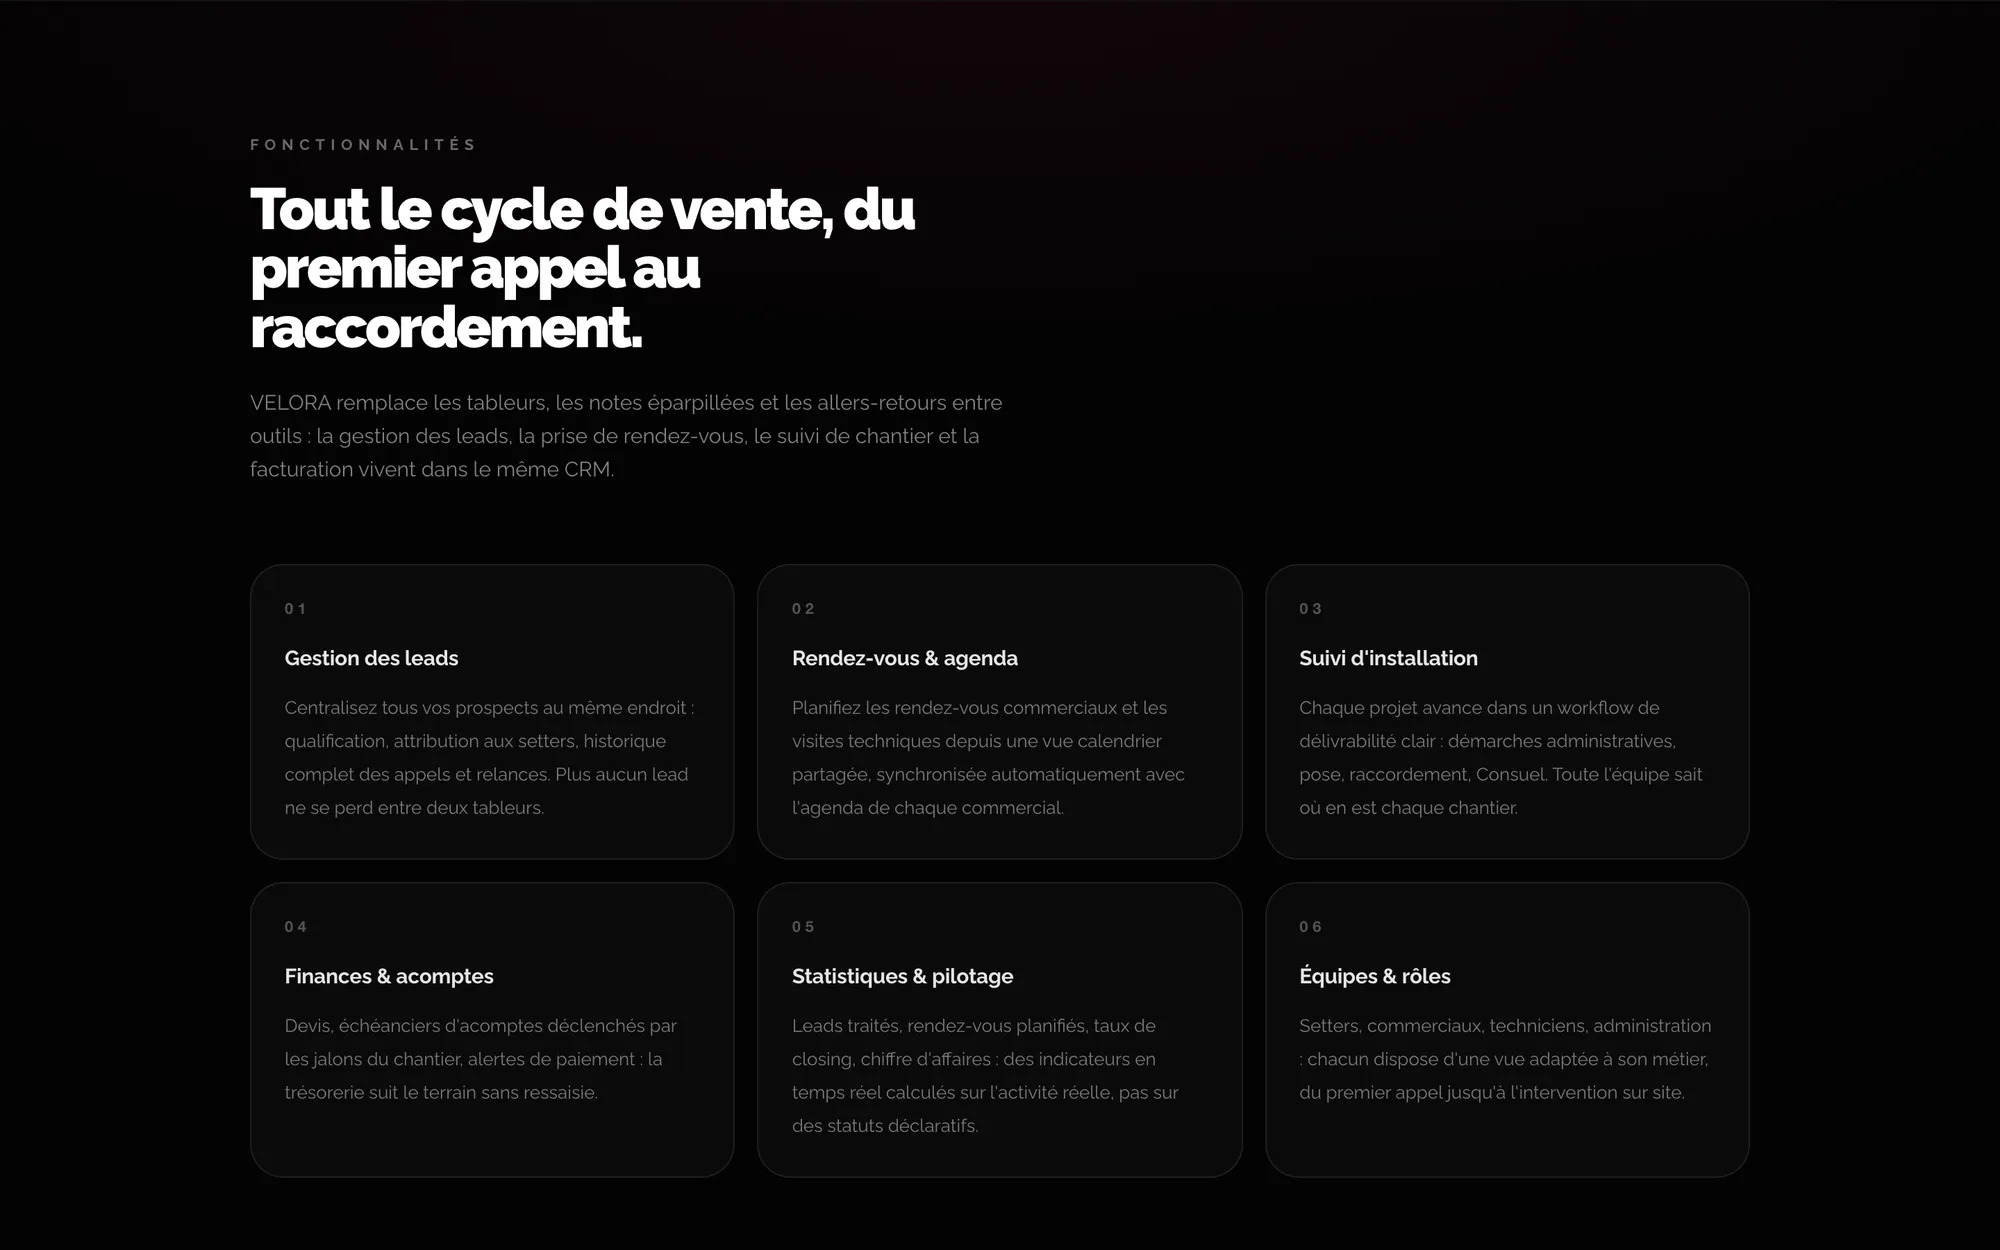 FONCTIONNALITÉS
Tout le cycle de vente, du
premier appel au
raccordement.
VELORA remplace les tableurs, les notes éparpillées et les allers-retours entre
outils : la gestion des leads, la prise de rendez-vous, le suivi de chantier et la
facturation vivent dans le même CRM.
01
Gestion des leads
Centralisez tous vos prospects au même endroit :
qualification, attribution aux setters, historique
complet des appels et relances. Plus aucun lead
ne se perd entre deux tableurs.
02
Rendez-vous & agenda
Planifiez les rendez-vous commerciaux et les
visites techniques depuis une vue calendrier
partagée, synchronisée automatiquement avec
l'agenda de chaque commercial.
03
Suivi d'installation
Chaque projet avance dans un workflow de
délivrabilité clair : démarches administratives,
pose, raccordement, Consuel. Toute l'équipe sait
où en est chaque chantier.
04
Finances & acomptes
Devis, échéanciers d'acomptes déclenchés par
les jalons du chantier, alertes de paiement : la
trésorerie suit le terrain sans ressaisie.
05
Statistiques & pilotage
Leads traités, rendez-vous planifiés, taux de
closing, chiffre d'affaires : des indicateurs en
temps réel calculés sur l'activité réelle, pas sur
des statuts déclaratifs.
06
Équipes & rôles
Setters, commerciaux, techniciens, administration
: chacun dispose d'une vue adaptée à son métier,
du premier appel jusqu'à l'intervention sur site.